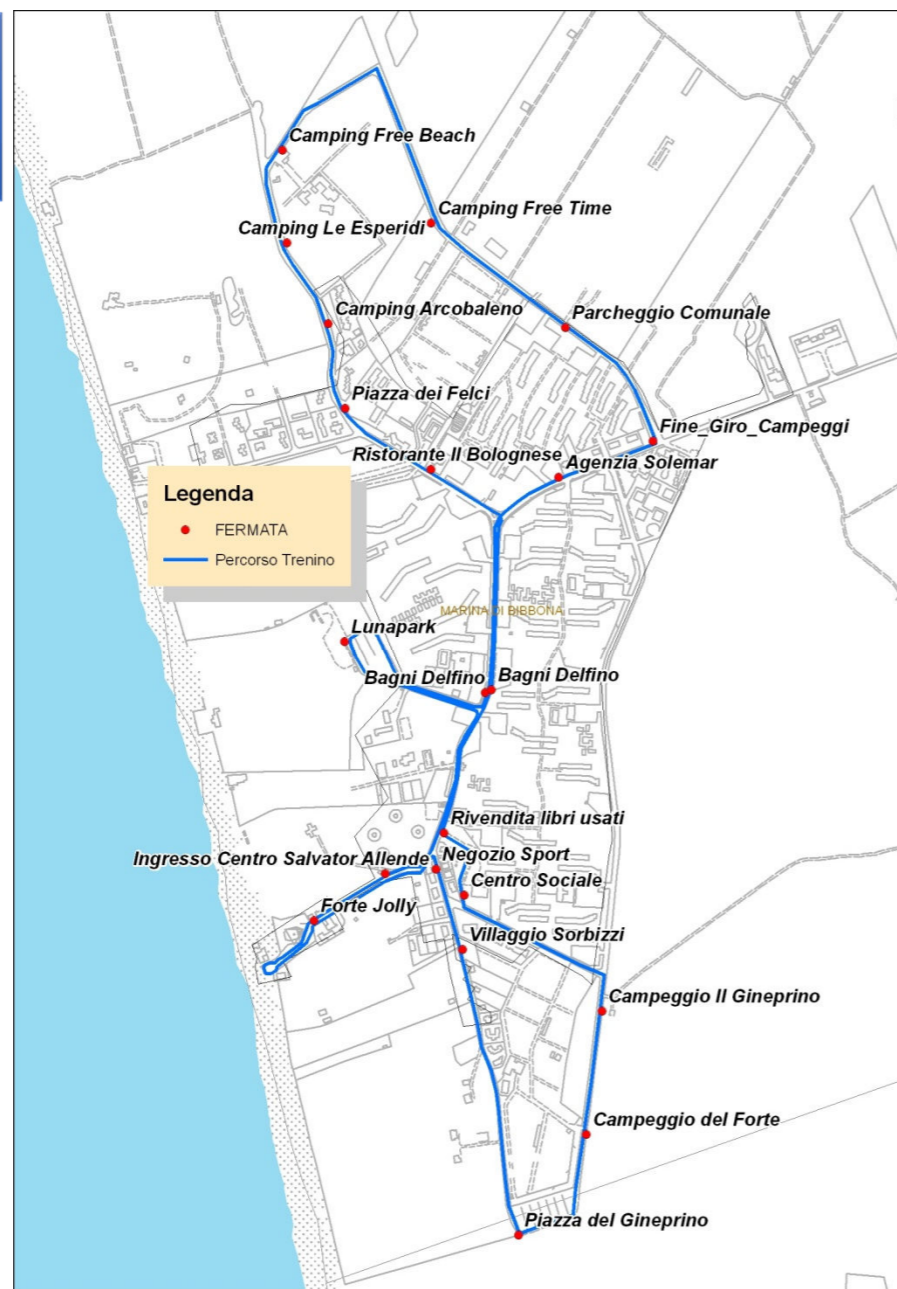 Camping Free Beach
Camping Free Time
Camping Le Esperidi
Camping Arcobaleno
Parcheggio Comunale
Piazza dei Felci
Fine_Giro_Campeggi
Ristorante Il Bolognese
Agenzia Solemar
Legenda
FERMATA
Percorso Trenino
MARINA DI BIBBONA
Lunapark
Bagni Delfino
Bagni Delfino
Rivendita libri usati
Ingresso Centro Salvator Allende
Negozio Sport
Centro Sociale
Forte Jolly
Villaggio Sorbizzi
Campeggio Il Gineprino
Campeggio del Forte
Piazza del Gineprino